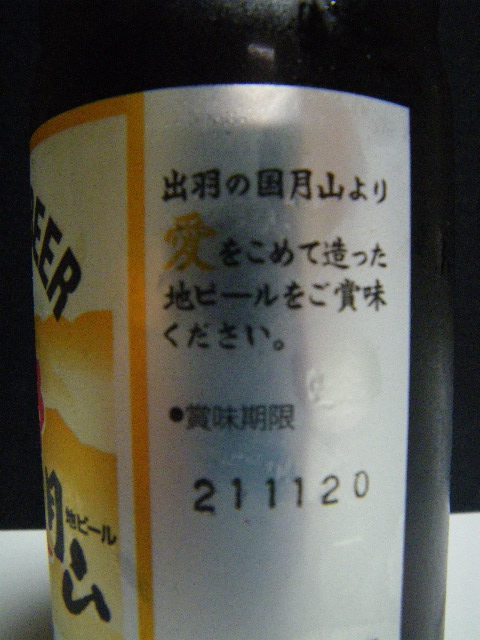 出羽の国月山より
愛をこめて造った
地ビールをご賞味
ください。
●賞味期限
211120
EER
月山
地ビール